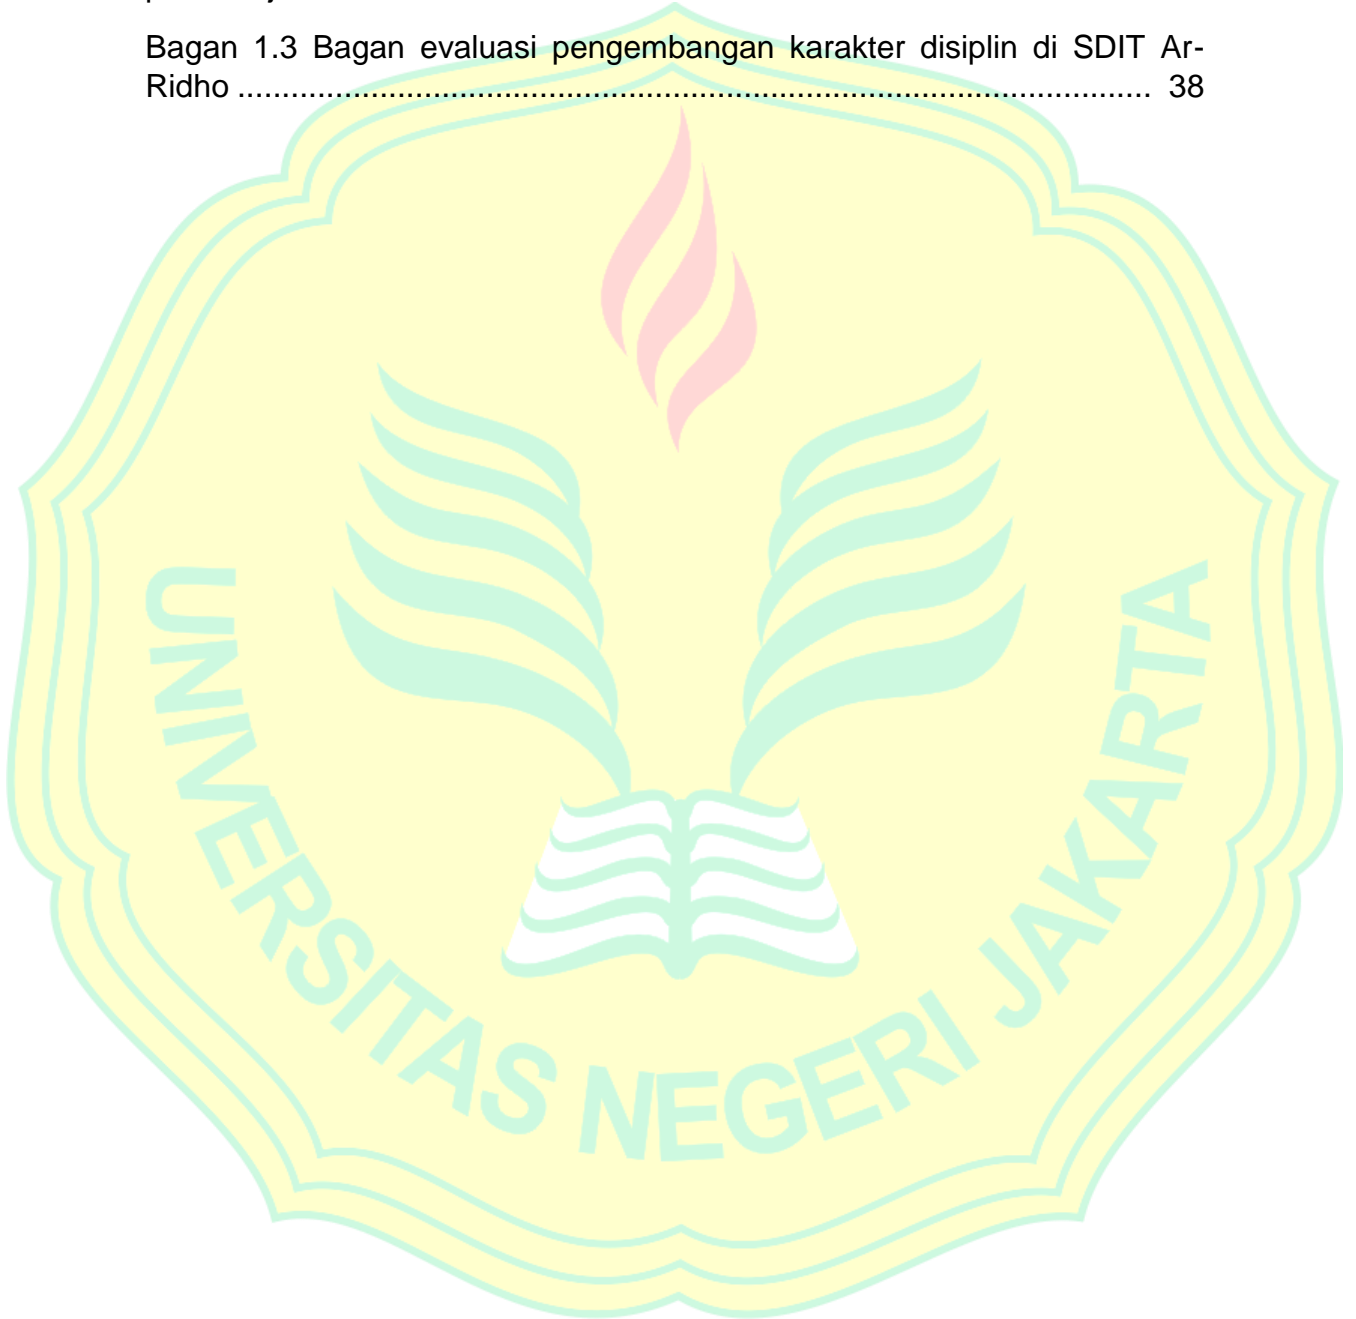 Bagan 1.3 Bagan evaluasi pengembangan karakter disiplin di SDIT Ar-
Ridho ........................................................................................................ 38
UNIVERSITAS NEGERI JAKARTA